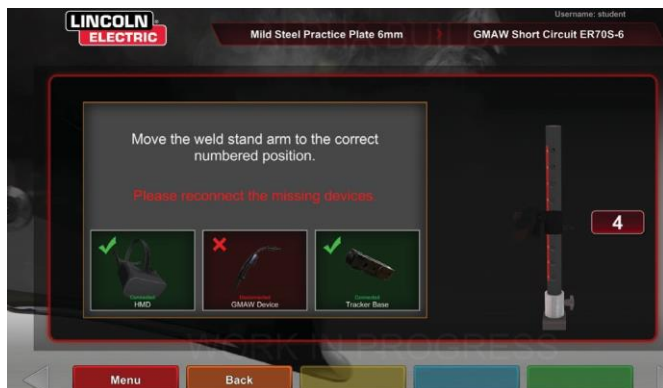 Username: student
LINCOLN
ELECTRIC
Mild Steel Practice Plate 6mm
GMAW Short Circuit ER70S-6
Move the weld stand arm to the correct
numbered position.
Please reconnect the missing devices.
Connected
HMD
Disconnected
GMAW Device
Connected
Tracker Base
4
WORK IN PROGRESS
Menu
Back